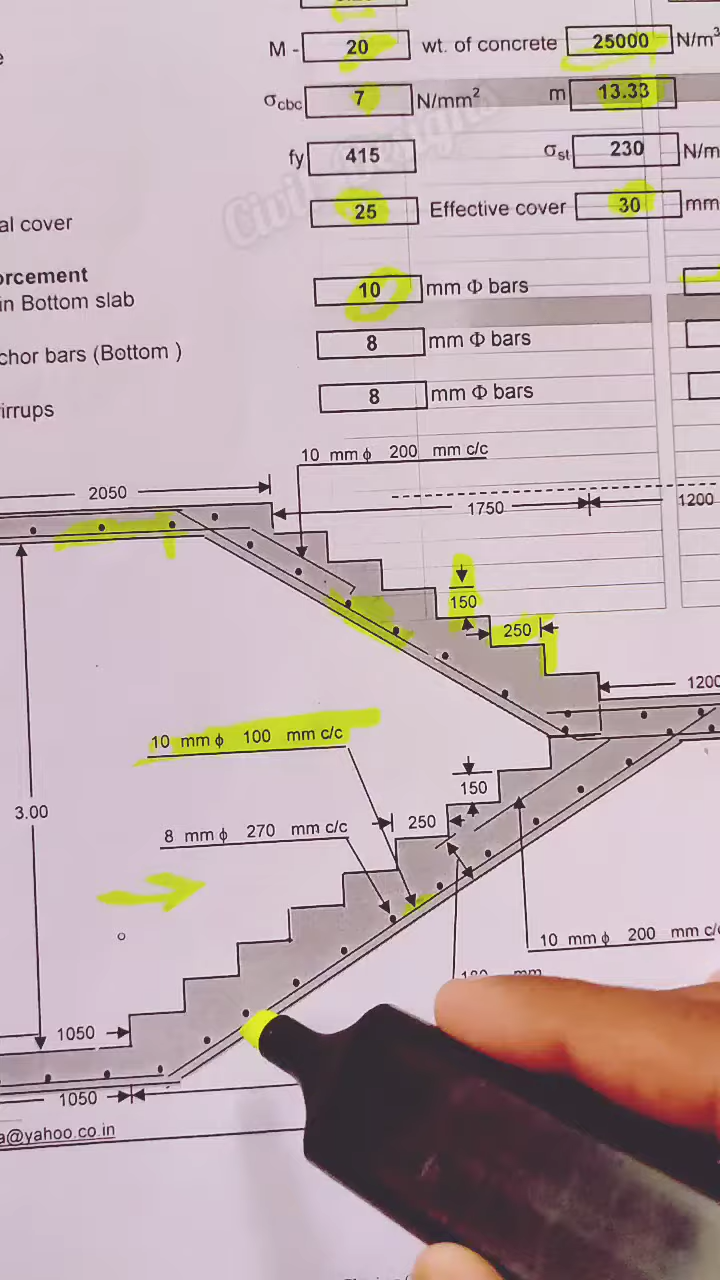 M - 20 wt. of concrete 25000 N/m³
σcbc 7 N/mm² m 13.33
fy 415 σst 230 N/m
al cover 25 Effective cover 30 mm
orcement
in Bottom slab 10 mm Φ bars
chor bars (Bottom ) 8 mm Φ bars
irrups 8 mm Φ bars
10 mm ϕ 200 mm c/c
2050
1750
1200
150
250
1200
10 mm ϕ 100 mm c/c
150
3.00
250
8 mm ϕ 270 mm c/c
10 mm ϕ 200 mm c/c
1050
1050
a@yahoo.co.in